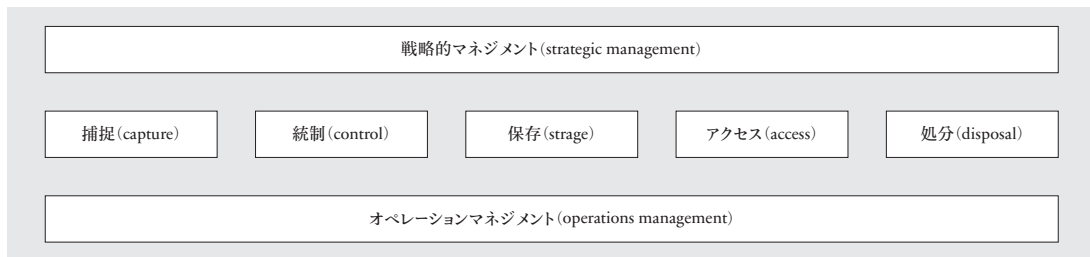 戦略的マネジメント(strategic management)
捕捉(capture)
統制(control)
保存(strage)
アクセス(access)
処分(disposal)
オペレーションマネジメント(operations management)